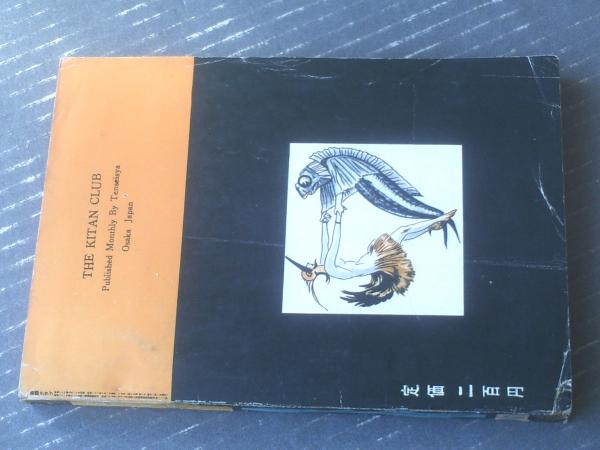 THE KITAN CLUB
Published Monthly By Tenseisya
Osaka Japan
定価二百円